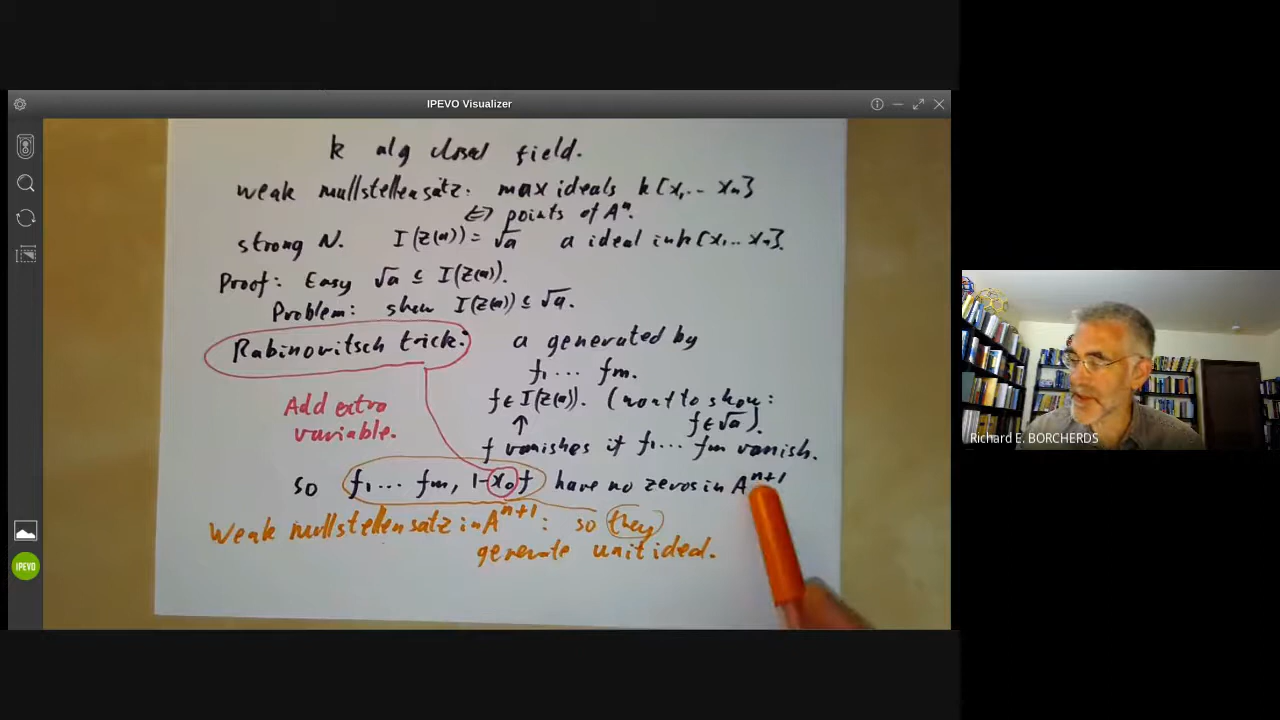 IPEVO Visualizer
k alg closed field.
weak nullstellensatz. max ideals k[x,.. xn]
⇔ points of Aⁿ.
strong N. I(Z(a)) = √a a ideal in k[x1.. xn].
Proof: Easy √a ⊆ I(Z(a)).
Problem: show I(Z(a)) ⊆ √a.
Rabinovitsch trick: a generated by
f1 ... fm.
Add extra
variable.
f ∈ I(Z(a)). (want to show:
f ∈ √a).
↑
f vanishes if f1... fm vanish.
so f1... fm, 1-x0f have no zeros in Aⁿ⁺¹
Weak nullstellensatz in Aⁿ⁺¹: so they
generate unit ideal.
IPEVO
Richard E. BORCHERDS